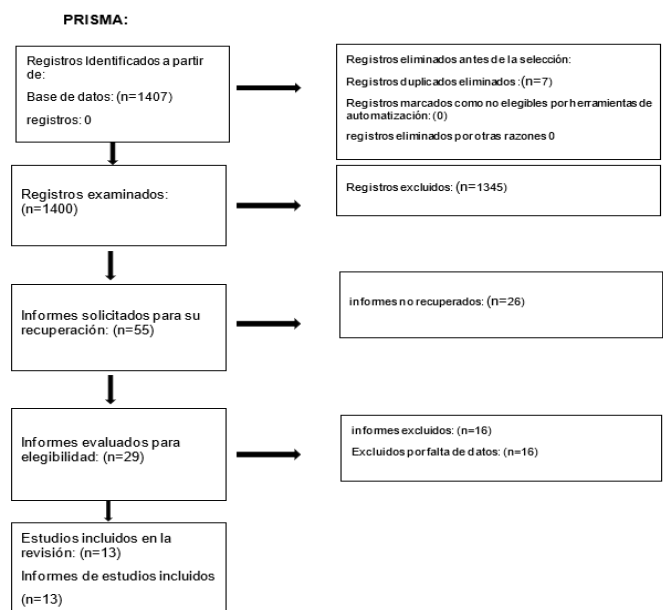 PRISMA:
Registros Identificados a partir
de:
Base de datos: (n=1407)
registros: 0
Registros eliminados antes de la selección:
Registros duplicados eliminados: (n=7)
Registros marcados como no elegibles por herramientas de
automatización: (0)
registros eliminados por otras razones 0
Registros examinados:
(n=1400)
Registros excluidos: (n=1345)
Informes solicitados para su
recuperación: (n=55)
informes no recuperados: (n=26)
Informes evaluados para
elegibilidad: (n=29)
informes excluidos: (n=16)
Excluidos por falta de datos: (n=16)
Estudios incluidos en la
revisión: (n=13)
Informes de estudios incluidos
(n=13)